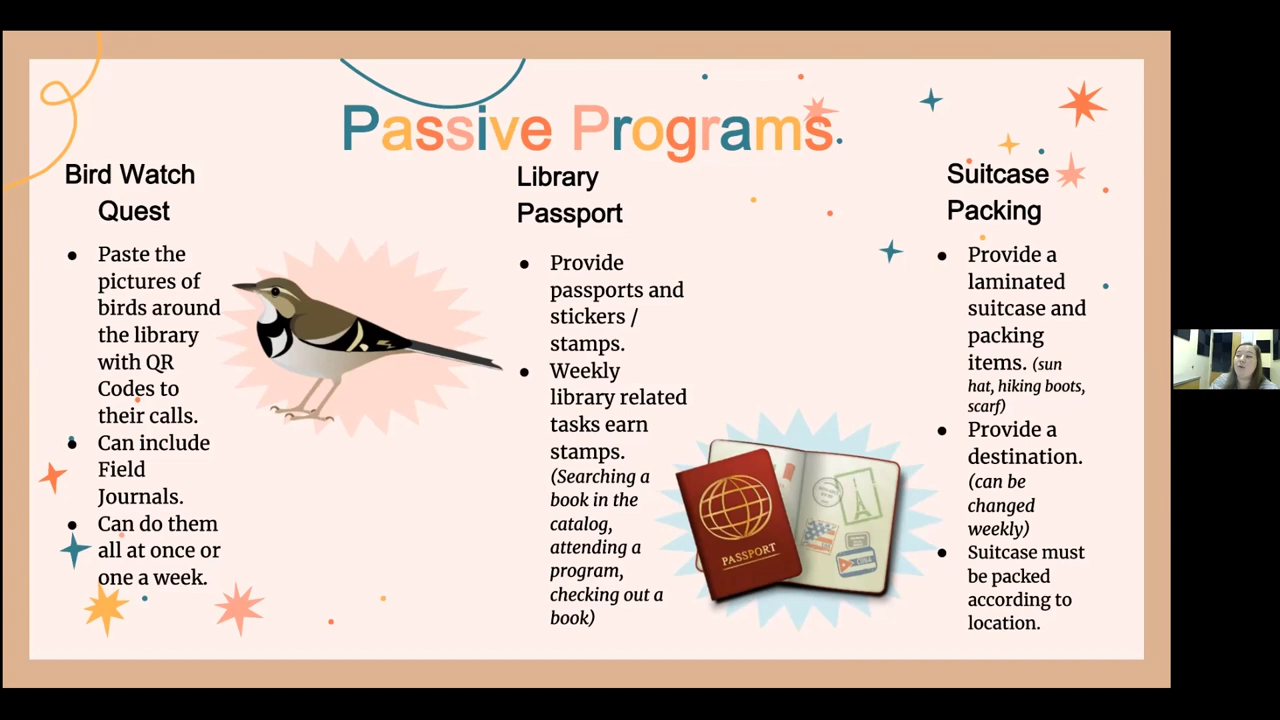 Passive Programs.
Bird Watch
Quest
● Paste the
pictures of
birds around
the library
with QR
Codes to
their calls.
● Can include
Field
Journals.
● Can do them
all at once or
one a week.
Library
Passport
● Provide
passports and
stickers /
stamps.
● Weekly
library related
tasks earn
stamps.
(Searching a
book in the
catalog,
attending a
program,
checking out a
book)
PASSPORT
Suitcase
Packing
● Provide a
laminated
suitcase and
packing
items. (sun
hat, hiking boots,
scarf)
● Provide a
destination.
(can be
changed
weekly)
● Suitcase must
be packed
according to
location.